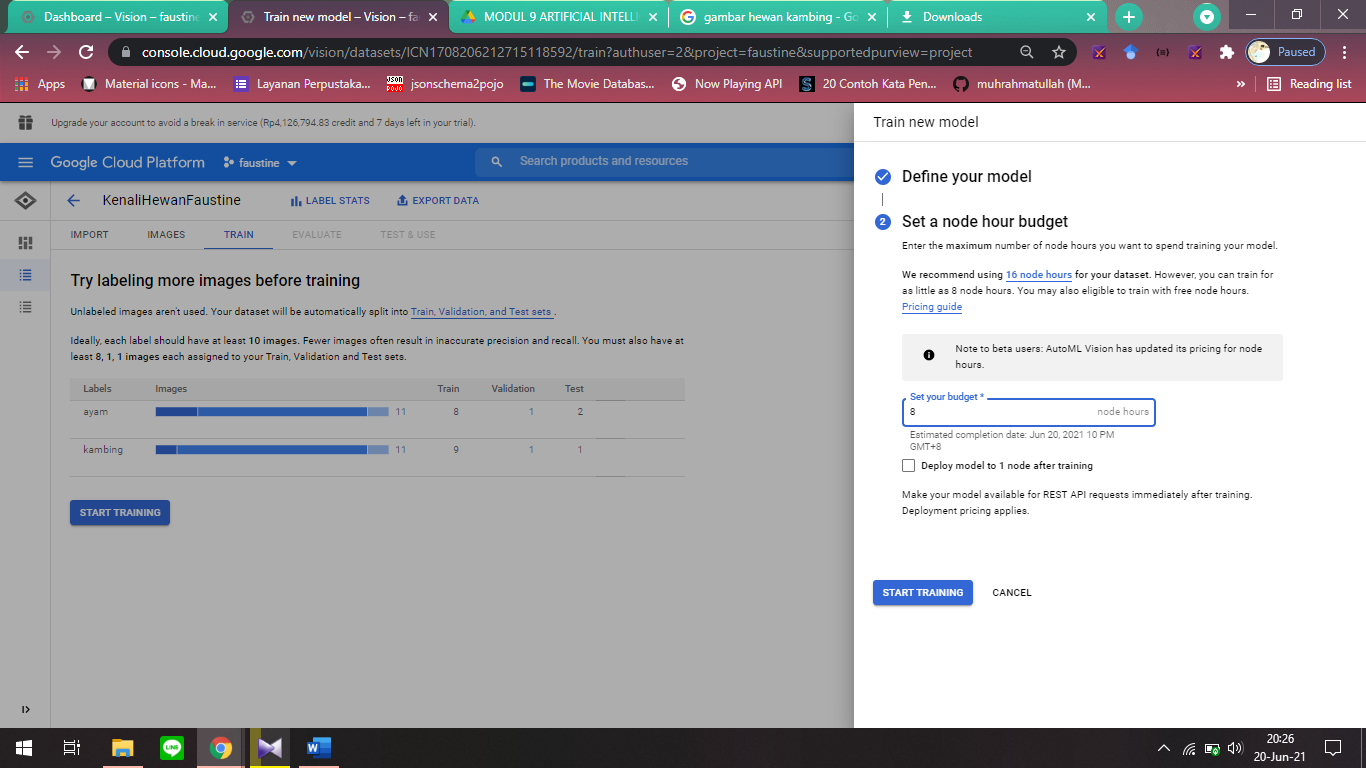 Dashboard – Vision – faustine
Train new model – Vision – fa
MODUL 9 ARTIFICIAL INTELLI
gambar hewan kambing - Go
Downloads
console.cloud.google.com/vision/datasets/ICN1708206212715118592/train?authuser=2&project=faustine&supportedpurview=project
Paused
Apps
Material icons - Ma...
Layanan Perpustaka...
JSON POJO
jsonschema2pojo
The Movie Databas...
Now Playing API
20 Contoh Kata Pen...
muhrahmatullah (M...
»
Reading list
Upgrade your account to avoid a break in service (Rp4,126,794.83 credit and 7 days left in your trial).
Google Cloud Platform
faustine
Search products and resources
KenaliHewanFaustine
LABEL STATS
EXPORT DATA
IMPORT
IMAGES
TRAIN
EVALUATE
TEST & USE
Try labeling more images before training
Unlabeled images aren't used. Your dataset will be automatically split into Train, Validation, and Test sets .
Ideally, each label should have at least 10 images. Fewer images often result in inaccurate precision and recall. You must also have at
least 8, 1, 1 images each assigned to your Train, Validation and Test sets.
Labels Images Train Validation Test
ayam 11 8 1 2
kambing 11 9 1 1
START TRAINING
Train new model
Define your model
2 Set a node hour budget
Enter the maximum number of node hours you want to spend training your model.
We recommend using 16 node hours for your dataset. However, you can train for
as little as 8 node hours. You may also eligible to train with free node hours.
Pricing guide
Note to beta users: AutoML Vision has updated its pricing for node
hours.
Set your budget *
8 node hours
Estimated completion date: Jun 20, 2021 10 PM
GMT+8
Deploy model to 1 node after training
Make your model available for REST API requests immediately after training.
Deployment pricing applies.
START TRAINING
CANCEL
LINE
20:26
20-Jun-21